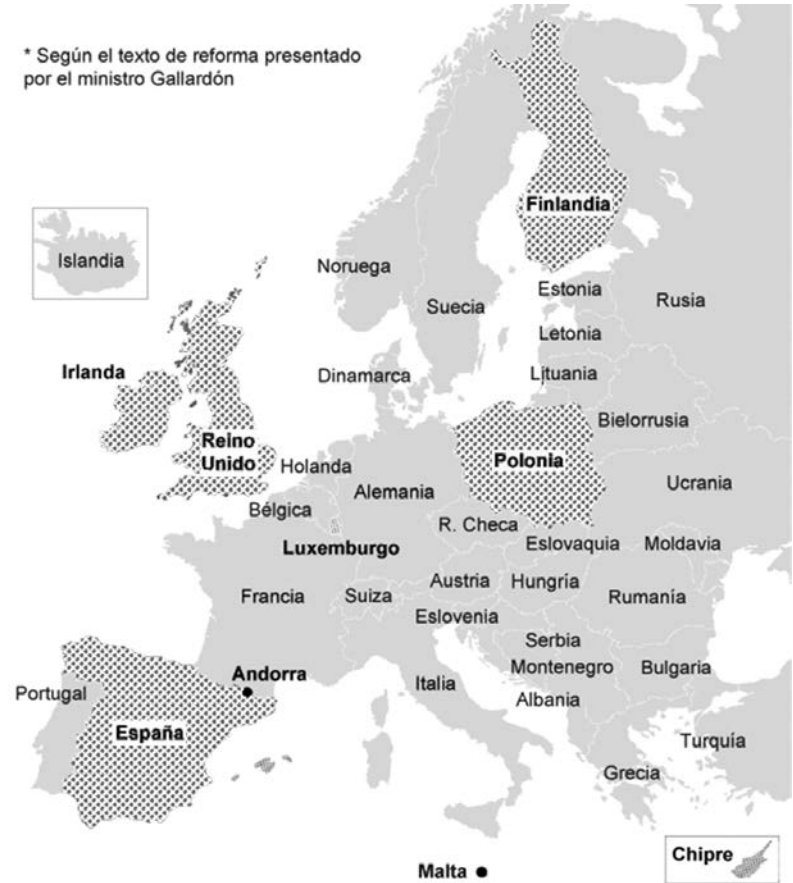 * Según el texto de reforma presentado
por el ministro Gallardón
Finlandia
Islandia
Noruega
Suecia
Estonia
Rusia
Letonia
Irlanda
Dinamarca
Lituania
Bielorrusia
Reino
Unido
Holanda
Polonia
Alemania
Ucrania
Bélgica
R. Checa
Luxemburgo
Eslovaquia
Moldavia
Austria
Hungría
Francia
Suiza
Rumanía
Eslovenia
Serbia
Andorra
Montenegro
Bulgaria
Portugal
Italia
Albania
España
Turquía
Grecia
Chipre
Malta